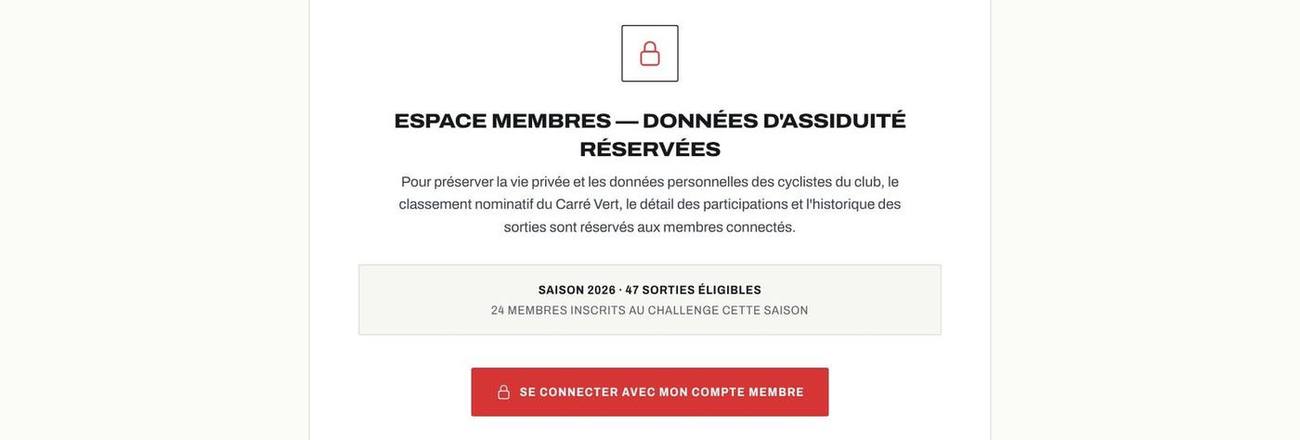 ESPACE MEMBRES — DONNÉES D'ASSIDUITÉ
RÉSERVÉES
Pour préserver la vie privée et les données personnelles des cyclistes du club, le
classement nominatif du Carré Vert, le détail des participations et l'historique des
sorties sont réservés aux membres connectés.
SAISON 2026 · 47 SORTIES ÉLIGIBLES
24 MEMBRES INSCRITS AU CHALLENGE CETTE SAISON
SE CONNECTER AVEC MON COMPTE MEMBRE